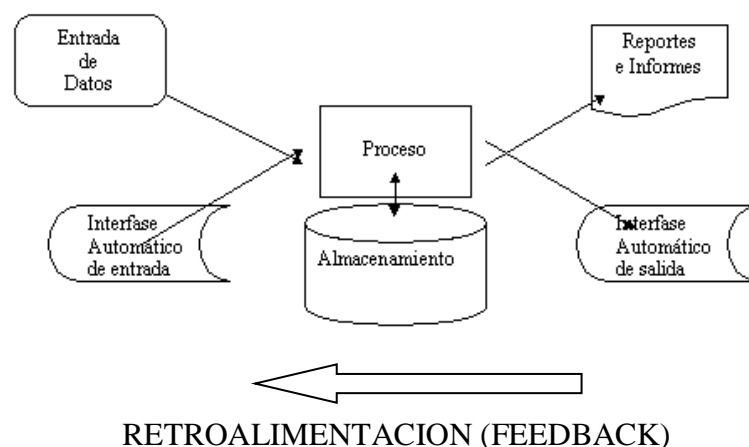 Entrada
de
Datos
Reportes
e Informes
Proceso
Interfase
Automático
de entrada
Almacenamiento
Interfase
Automático
de salida
RETROALIMENTACION (FEEDBACK)